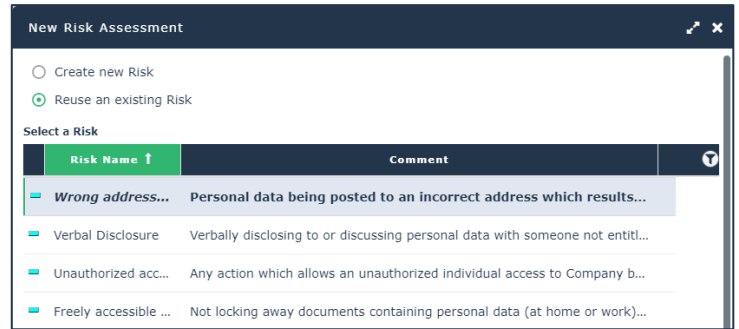 New Risk Assessment
Create new Risk
Reuse an existing Risk
Select a Risk
Risk Name Comment
Wrong address... Personal data being posted to an incorrect address which results...
Verbal Disclosure Verbally disclosing to or discussing personal data with someone not entitl...
Unauthorized acc... Any action which allows an unauthorized individual access to Company b...
Freely accessible ... Not locking away documents containing personal data (at home or work)...